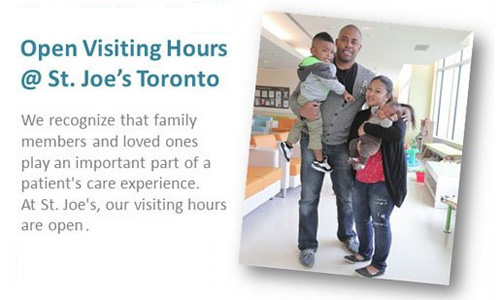 Open Visiting Hours
@ St. Joe's Toronto
We recognize that family
members and loved ones
play an important part of a
patient's care experience.
At St. Joe's, our visiting hours
are open.